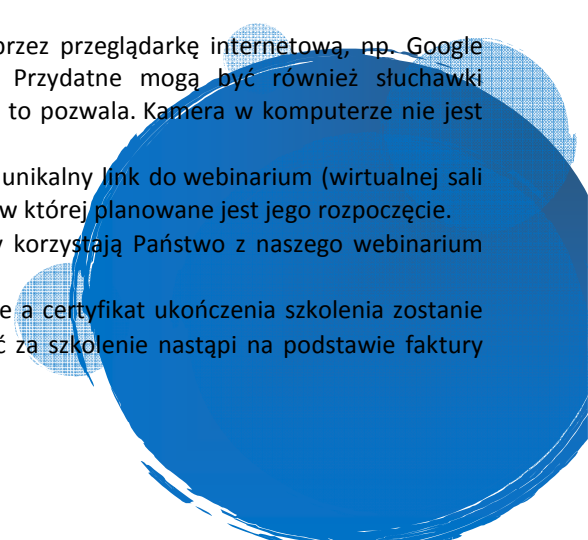 przez przeglądarkę internetową, np. Google
Przydatne mogą być również słuchawki
to pozwala. Kamera w komputerze nie jest
unikalny link do webinarium (wirtualnej sali
w której planowane jest jego rozpoczęcie.
korzystają Państwo z naszego webinarium
e a certyfikat ukończenia szkolenia zostanie
ć za szkolenie nastąpi na podstawie faktury